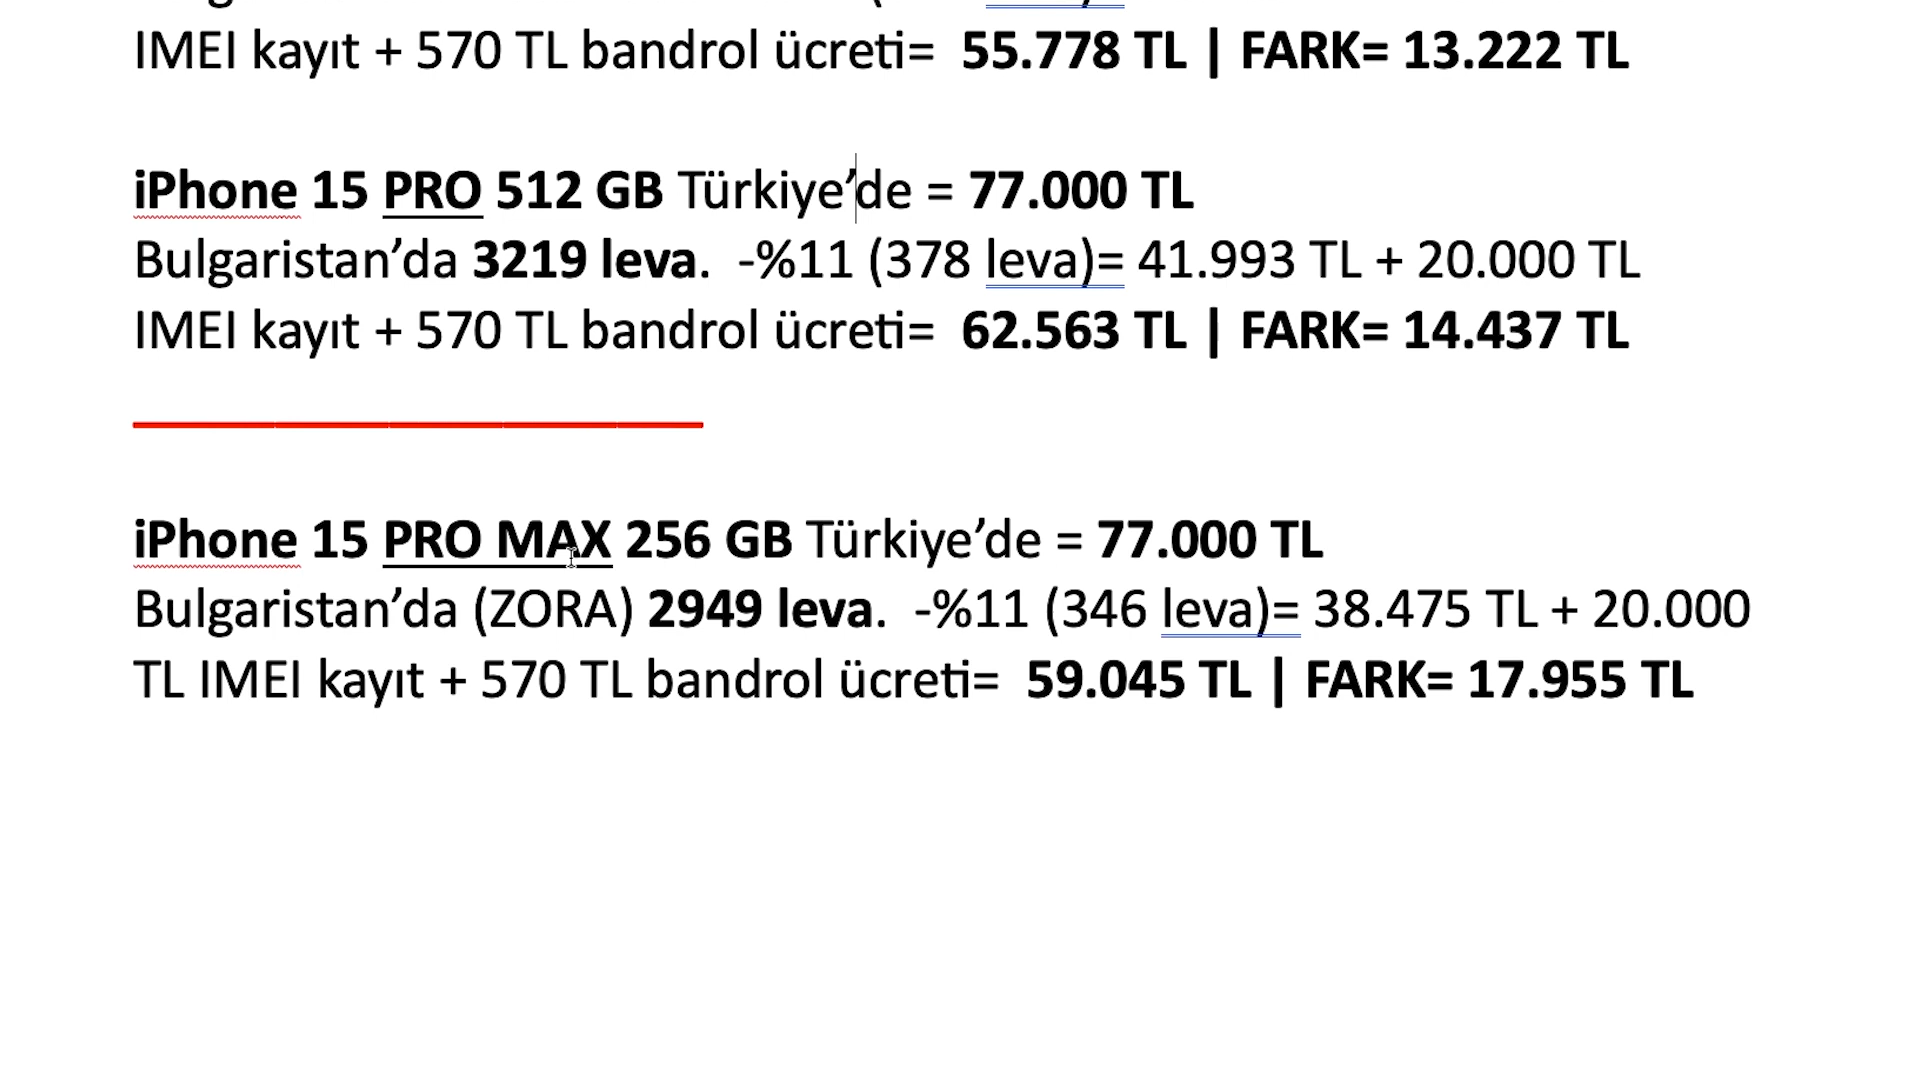 IMEI kayıt + 570 TL bandrol ücreti=  55.778 TL | FARK= 13.222 TL
iPhone 15 PRO 512 GB Türkiye’de = 77.000 TL
Bulgaristan’da 3219 leva.  -%11 (378 leva)= 41.993 TL + 20.000 TL
IMEI kayıt + 570 TL bandrol ücreti=  62.563 TL | FARK= 14.437 TL
iPhone 15 PRO MAX 256 GB Türkiye’de = 77.000 TL
Bulgaristan’da (ZORA) 2949 leva.  -%11 (346 leva)= 38.475 TL + 20.000
TL IMEI kayıt + 570 TL bandrol ücreti=  59.045 TL | FARK= 17.955 TL